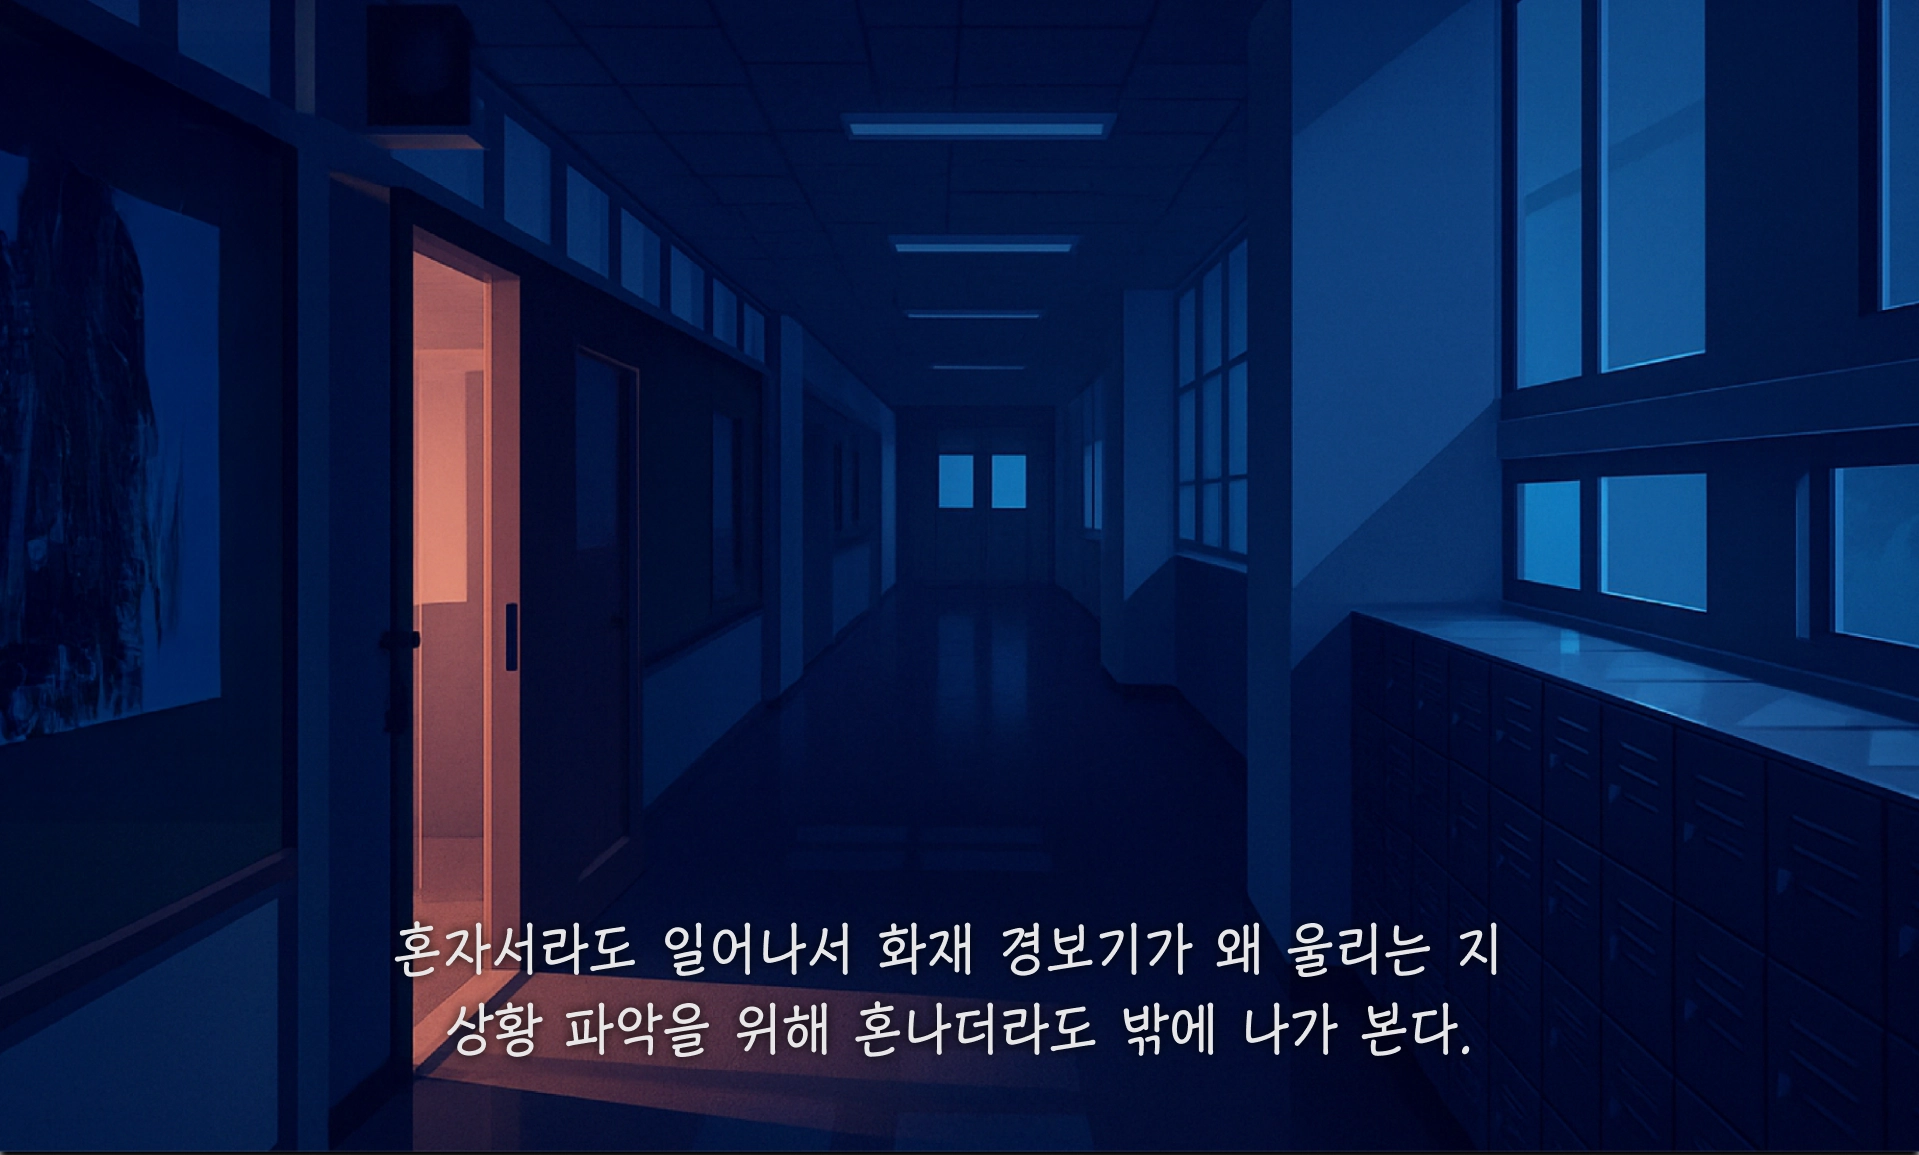 혼자서라도 일어나서 화재 경보기가 왜 울리는 지
상황 파악을 위해 혼나더라도 밖에 나가 본다.